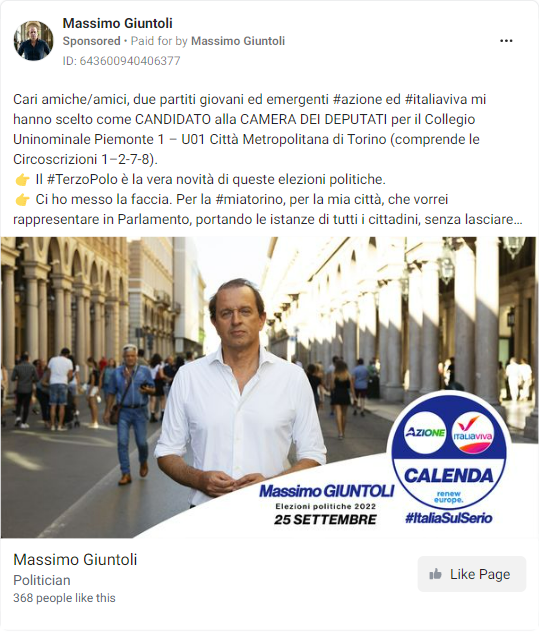 Massimo Giuntoli
Sponsored • Paid for by Massimo Giuntoli
ID: 643600940406377
Cari amiche/amici, due partiti giovani ed emergenti #azione ed #italiaviva mi
hanno scelto come CANDIDATO alla CAMERA DEI DEPUTATI per il Collegio
Uninominale Piemonte 1 – U01 Città Metropolitana di Torino (comprende le
Circoscrizioni 1–2-7-8).
👉 Il #TerzoPolo è la vera novità di queste elezioni politiche.
👉 Ci ho messo la faccia. Per la #miatorino, per la mia città, che vorrei
rappresentare in Parlamento, portando le istanze di tutti i cittadini, senza lasciare...
AZIONE
ITALIAVIVA
CALENDA
renew
europe.
#ItaliaSulSerio
Massimo GIUNTOLI
Elezioni politiche 2022
25 SETTEMBRE
Massimo Giuntoli
Politician
368 people like this
Like Page